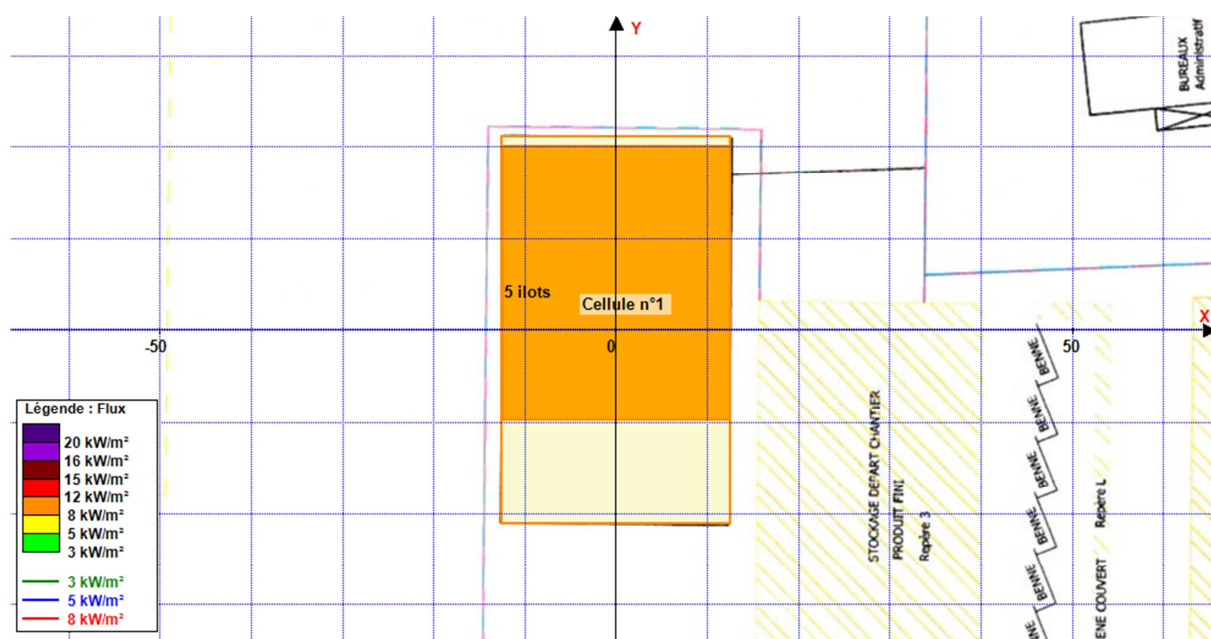 Y
BUREAUX
Administratif
5 ilots
Cellule n°1
X
-50
0
50
Légende : Flux
20 kW/m²
16 kW/m²
15 kW/m²
12 kW/m²
8 kW/m²
5 kW/m²
3 kW/m²
3 kW/m²
5 kW/m²
8 kW/m²
STOCKAGE DEPART CHANTIER
PRODUIT FINI
Repère 3
BENNE
BENNE
BENNE
BENNE
BENNE
NE
ENE COUVERT
Repère L